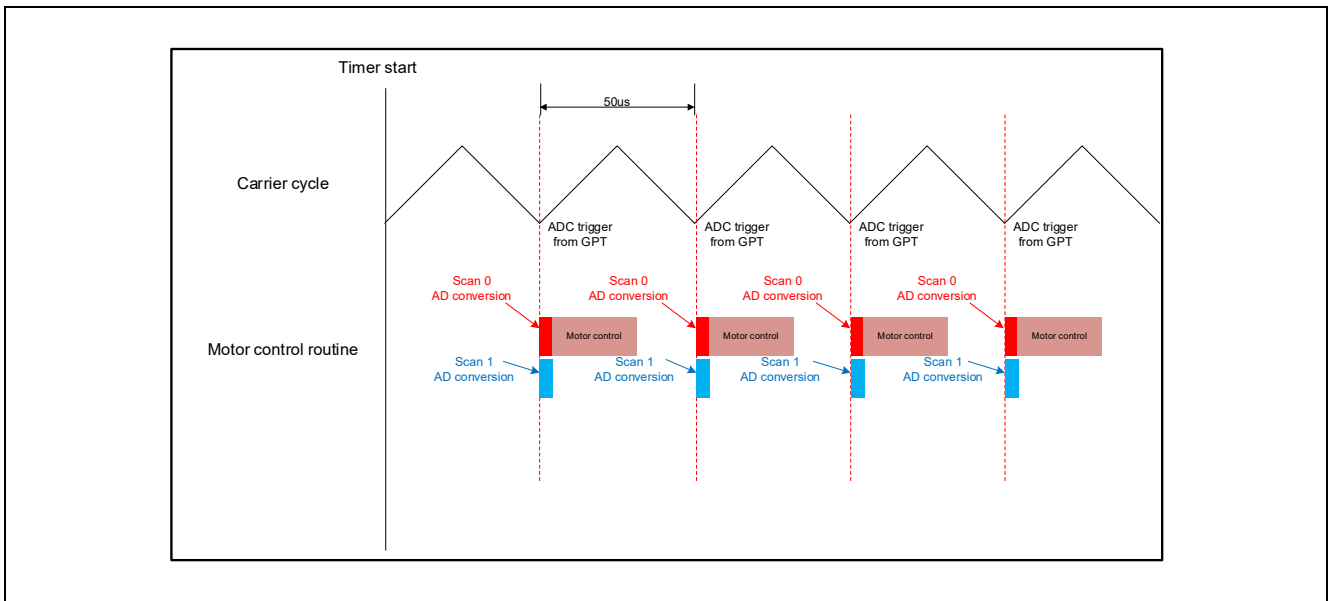 Timer start
50us
Carrier cycle
ADC trigger
from GPT
ADC trigger
from GPT
ADC trigger
from GPT
ADC trigger
from GPT
Scan 0
AD conversion
Scan 0
AD conversion
Scan 0
AD conversion
Scan 0
AD conversion
Motor control routine
Motor control
Motor control
Motor control
Motor control
Scan 1
AD conversion
Scan 1
AD conversion
Scan 1
AD conversion
Scan 1
AD conversion